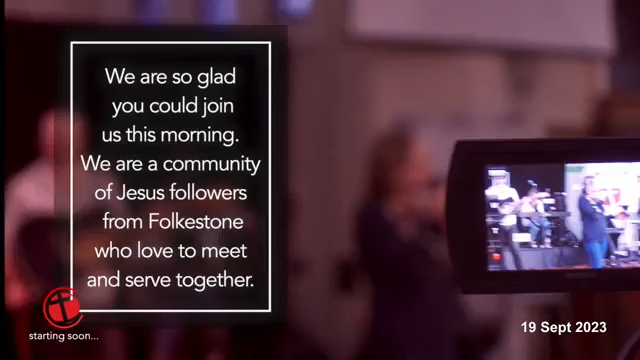 We are so glad
you could join
us this morning.
We are a community
of Jesus followers
from Folkestone
who love to meet
and serve together.
starting soon...
19 Sept 2023